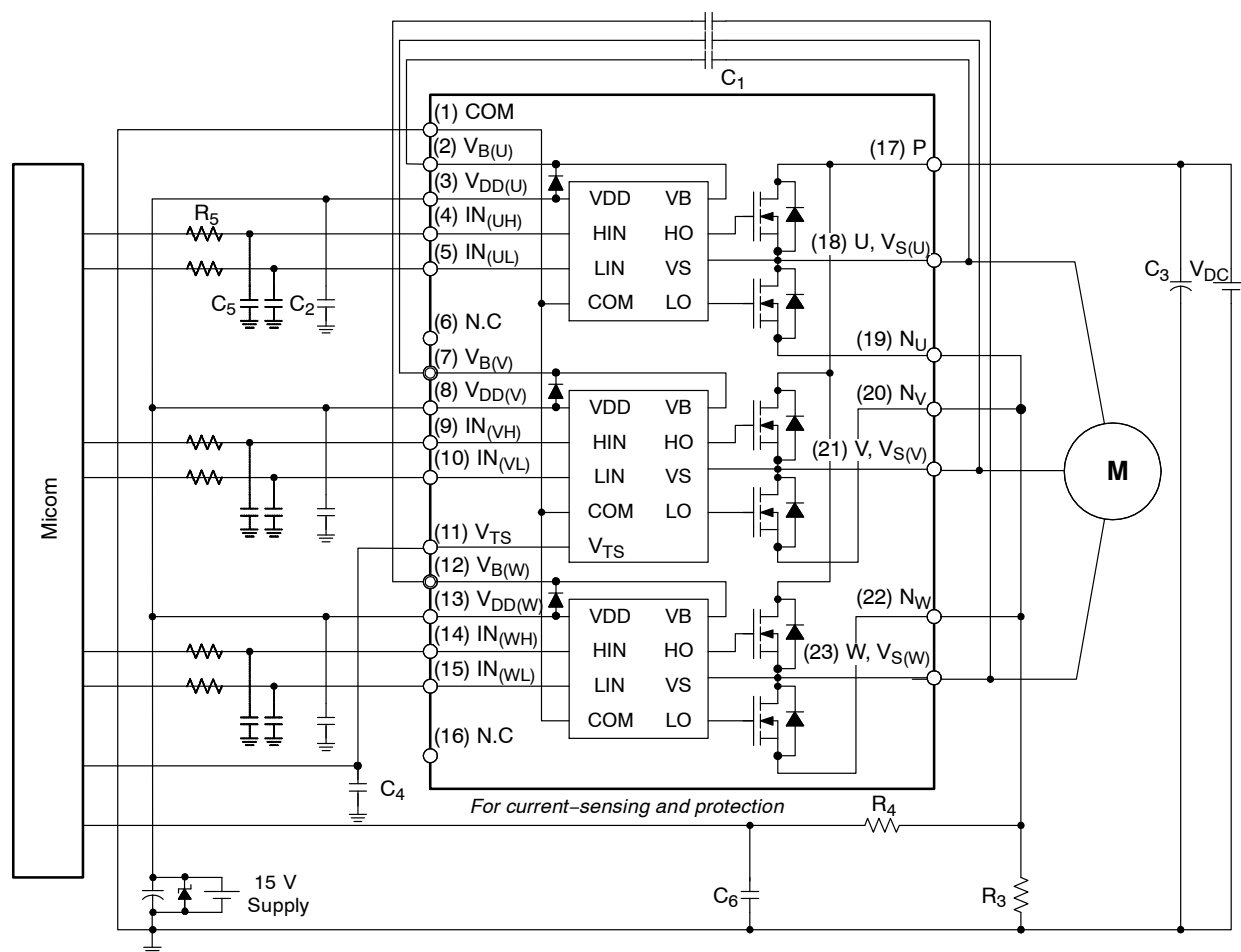 C1
(1) COM
(2) VB(U)
(3) VDD(U)
(4) IN(UH)
(5) IN(UL)
(6) N.C
(7) VB(V)
(8) VDD(V)
(9) IN(VH)
(10) IN(VL)
(11) VTS
(12) VB(W)
(13) VDD(W)
(14) IN(WH)
(15) IN(WL)
(16) N.C
VDD VB
HIN HO
LIN VS
COM LO
VDD VB
HIN HO
LIN VS
COM LO
VTS
VDD VB
HIN HO
LIN VS
COM LO
(17) P
(18) U, VS(U)
(19) NU
(20) NV
(21) V, VS(V)
(22) NW
(23) W, VS(W)
Micom
R5
C5
C2
C4
C3
VDC
M
For current–sensing and protection
R4
R3
C6
15 V
Supply